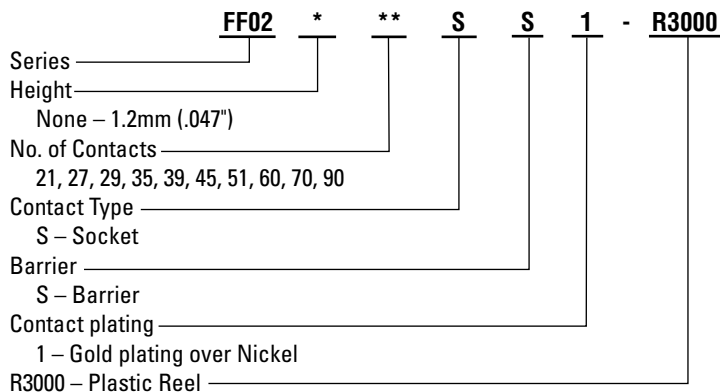 FF02 * ** S S 1 - R3000
Series
Height
None – 1.2mm (.047")
No. of Contacts
21, 27, 29, 35, 39, 45, 51, 60, 70, 90
Contact Type
S – Socket
Barrier
S – Barrier
Contact plating
1 – Gold plating over Nickel
R3000 – Plastic Reel